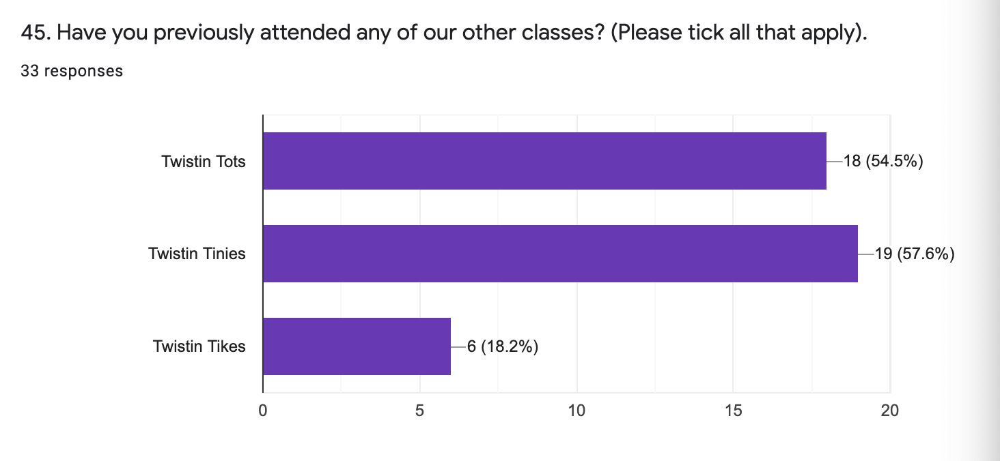 45. Have you previously attended any of our other classes? (Please tick all that apply).
33 responses
Twistin Tots
18 (54.5%)
Twistin Tinies
19 (57.6%)
Twistin Tikes
6 (18.2%)
0 5 10 15 20